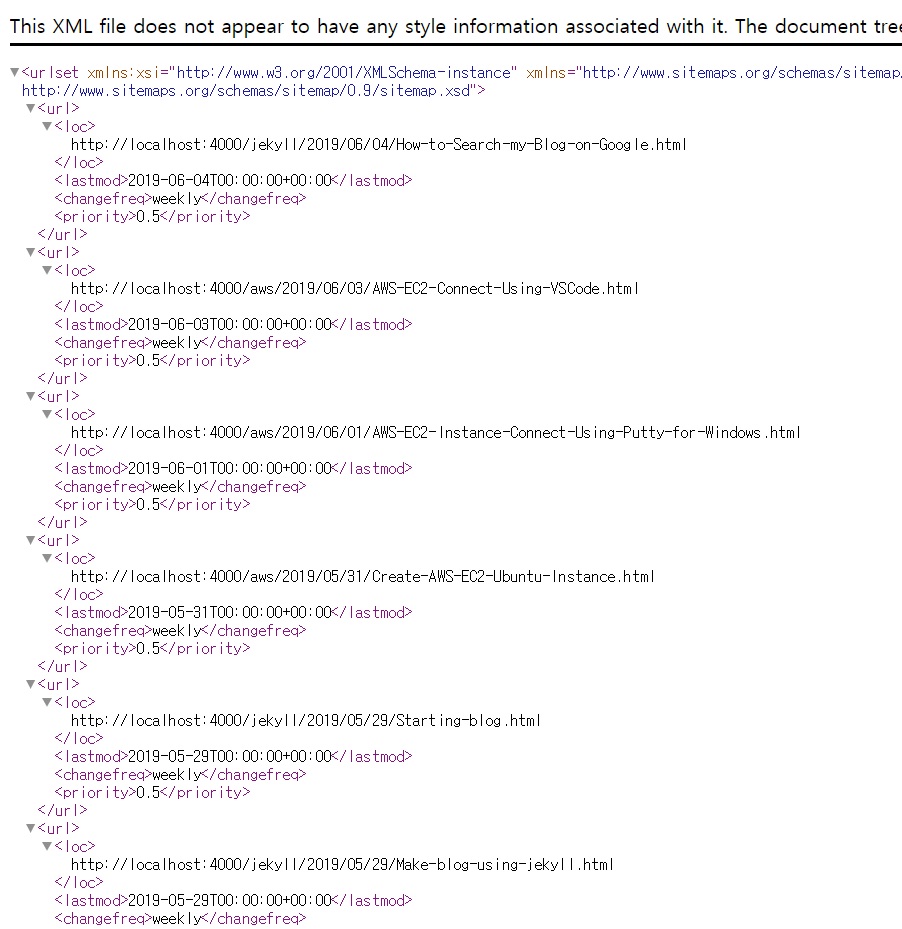 This XML file does not appear to have any style information associated with it. The document tree
▼<urlset xmlns:xsi="http://www.w3.org/2001/XMLSchema-instance" xmlns="http://www.sitemaps.org/schemas/sitemap.
http://www.sitemaps.org/schemas/sitemap/0.9/sitemap.xsd">
▼<url>
▼<loc>
http://localhost:4000/jekyll/2019/06/04/How-to-Search-my-Blog-on-Google.html
</loc>
<lastmod>2019-06-04T00:00:00+00:00</lastmod>
<changefreq>weekly</changefreq>
<priority>0.5</priority>
</url>
▼<url>
▼<loc>
http://localhost:4000/aws/2019/06/03/AWS-EC2-Connect-Using-VSCode.html
</loc>
<lastmod>2019-06-03T00:00:00+00:00</lastmod>
<changefreq>weekly</changefreq>
<priority>0.5</priority>
</url>
▼<url>
▼<loc>
http://localhost:4000/aws/2019/06/01/AWS-EC2-Instance-Connect-Using-Putty-for-Windows.html
</loc>
<lastmod>2019-06-01T00:00:00+00:00</lastmod>
<changefreq>weekly</changefreq>
<priority>0.5</priority>
</url>
▼<url>
▼<loc>
http://localhost:4000/aws/2019/05/31/Create-AWS-EC2-Ubuntu-Instance.html
</loc>
<lastmod>2019-05-31T00:00:00+00:00</lastmod>
<changefreq>weekly</changefreq>
<priority>0.5</priority>
</url>
▼<url>
▼<loc>
http://localhost:4000/jekyll/2019/05/29/Starting-blog.html
</loc>
<lastmod>2019-05-29T00:00:00+00:00</lastmod>
<changefreq>weekly</changefreq>
<priority>0.5</priority>
</url>
▼<url>
▼<loc>
http://localhost:4000/jekyll/2019/05/29/Make-blog-using-jekyll.html
</loc>
<lastmod>2019-05-29T00:00:00+00:00</lastmod>
<changefreq>weekly</changefreq>